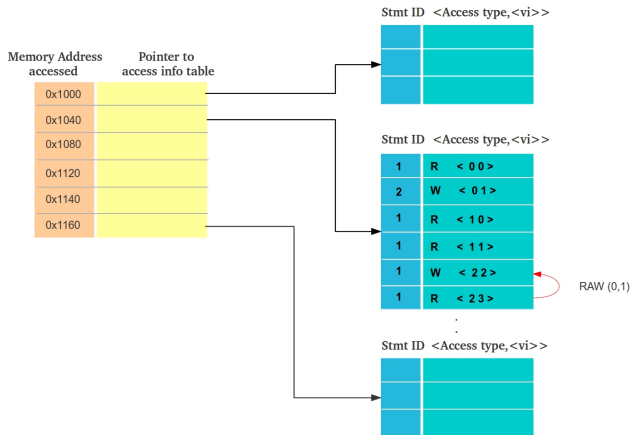 Stmt ID <Access type,<vi>>
Memory Address accessed
Pointer to access info table
0x1000
0x1040
0x1080
0x1120
0x1140
0x1160
Stmt ID <Access type,<vi>>
1 R < 0 0 >
2 W < 0 1 >
1 R < 1 0 >
1 R < 1 1 >
1 W < 2 2 >
1 R < 2 3 >
RAW (0,1)
.
.
Stmt ID <Access type,<vi>>